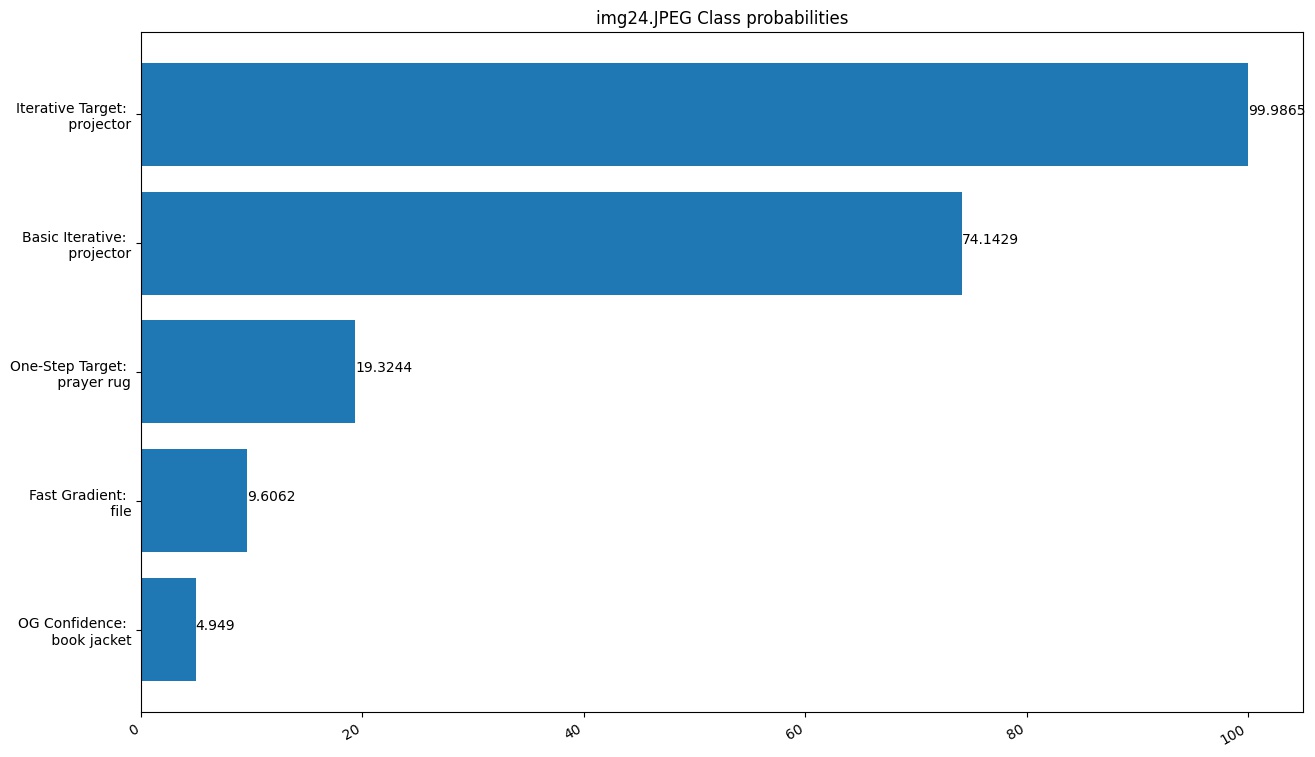 img24.JPEG Class probabilities
Iterative Target:
projector
99.9865
Basic Iterative:
projector
74.1429
One-Step Target:
prayer rug
19.3244
Fast Gradient:
file
9.6062
OG Confidence:
book jacket
4.949
0 20 40 60 80 100